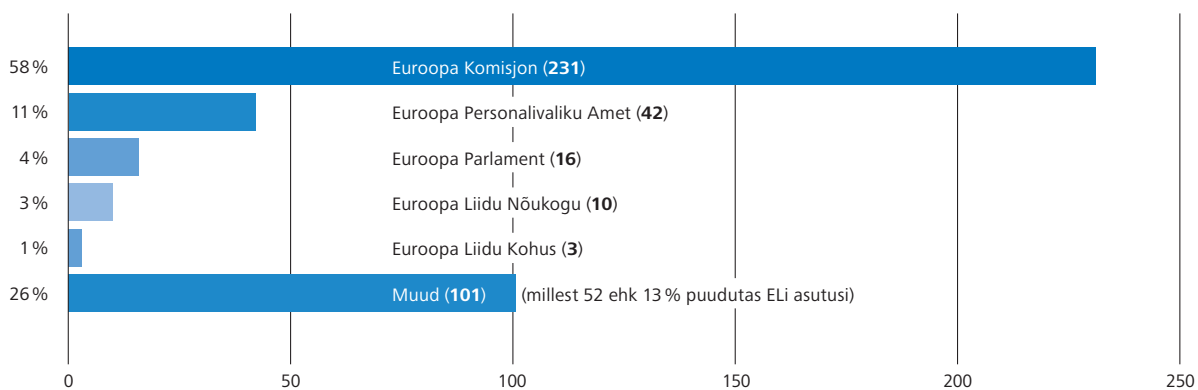 58 % Euroopa Komisjon (231)
11 % Euroopa Personalivaliku Amet (42)
4 % Euroopa Parlament (16)
3 % Euroopa Liidu Nõukogu (10)
1 % Euroopa Liidu Kohus (3)
26 % Muud (101) (millest 52 ehk 13 % puudutas ELi asutusi)
0 50 100 150 200 250